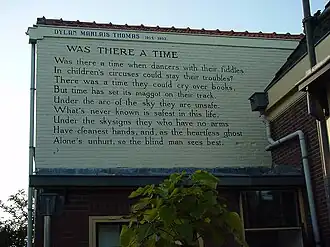 DYLAN MARLAIS THOMAS 1914-1953
WAS THERE A TIME
Was there a time when dancers with their fiddles
In children's circuses could stay their troubles?
There was a time they could cry over books,
But time has set its maggot on their track.
Under the arc of the sky they are unsafe.
What's never known is safest in this life.
Under the skysigns they who have no arms
Have cleanest hands, and, as the heartless ghost
Alone's unhurt, so the blind man sees best.